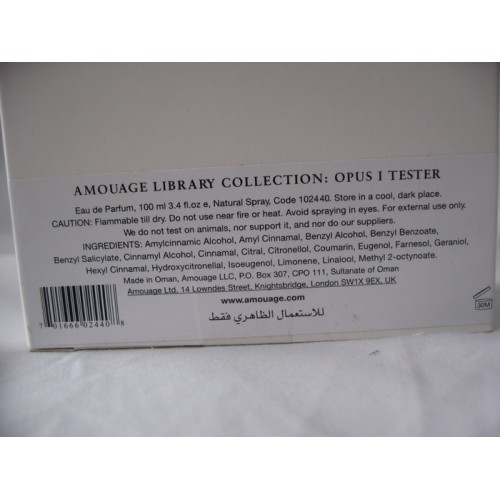 AMOUAGE LIBRARY COLLECTION: OPUS I TESTER
Eau de Parfum, 100 ml 3.4 fl.oz e, Natural Spray, Code 102440. Store in a cool, dark place.
CAUTION: Flammable till dry. Do not use near fire or heat. Avoid spraying in eyes. For external use only.
We do not test on animals, nor support it, and nor do our suppliers.
INGREDIENTS: Amylcinnamic Alcohol, Amyl Cinnamal, Benzyl Alcohol, Benzyl Benzoate,
Benzyl Salicylate, Cinnamyl Alcohol, Cinnamal, Citral, Citronellol, Coumarin, Eugenol, Farnesol, Geraniol,
Hexyl Cinnamal, Hydroxycitronellal, Isoeugenol, Limonene, Linalool, Methyl 2-octynoate.
Made in Oman, Amouage LLC, P.O. Box 307, CPO 111, Sultanate of Oman
Amouage Ltd, 14 Lowndes Street, Knightsbridge, London SW1X 9EX, UK
www.amouage.com
للاستعمال الظاهري فقط
7 01666 02440 8
30M